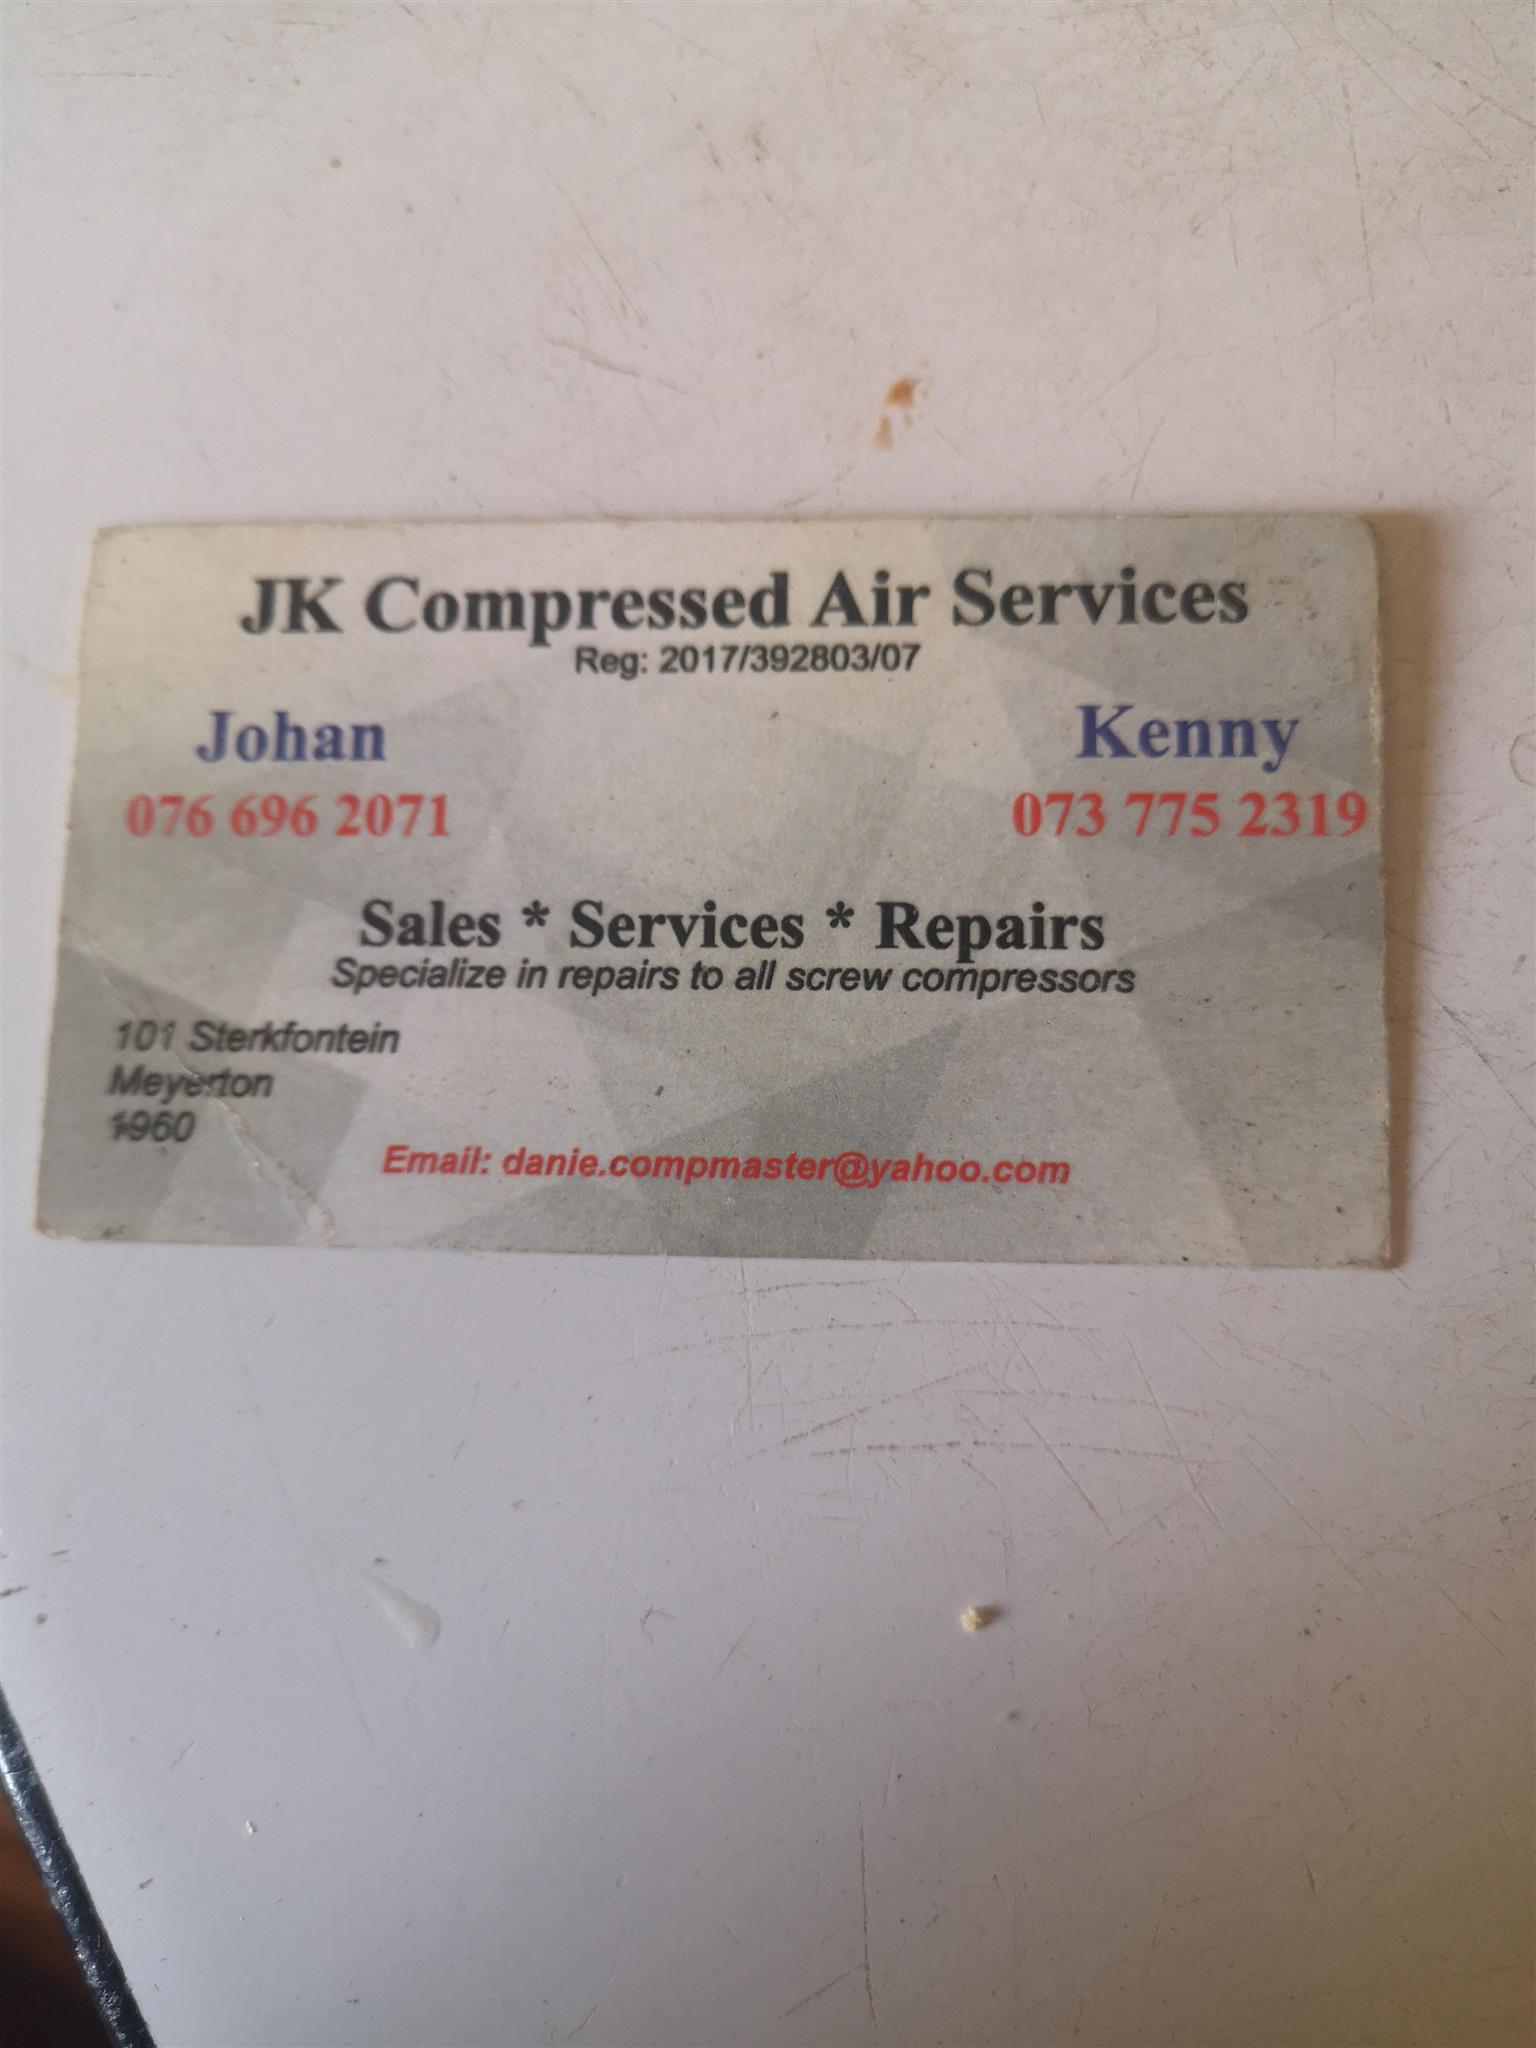 JK Compressed Air Services
Reg: 2017/392803/07
Johan
076 696 2071
Kenny
073 775 2319
Sales * Services * Repairs
Specialize in repairs to all screw compressors
101 Sterkfontein
Meyerton
1960
Email: danie.compmaster@yahoo.com